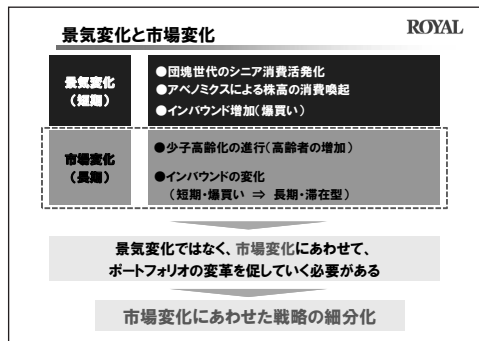 景気変化と市場変化
ROYAL
景気変化
(短期)
●団塊世代のシニア消費活発化
●アベノミクスによる株高の消費喚起
●インバウンド増加(爆買い)
市場変化
(長期)
●少子高齢化の進行(高齢者の増加)
●インバウンドの変化
(短期・爆買い ⇒ 長期・滞在型)
景気変化ではなく、市場変化にあわせて、
ポートフォリオの変革を促していく必要がある
市場変化にあわせた戦略の細分化